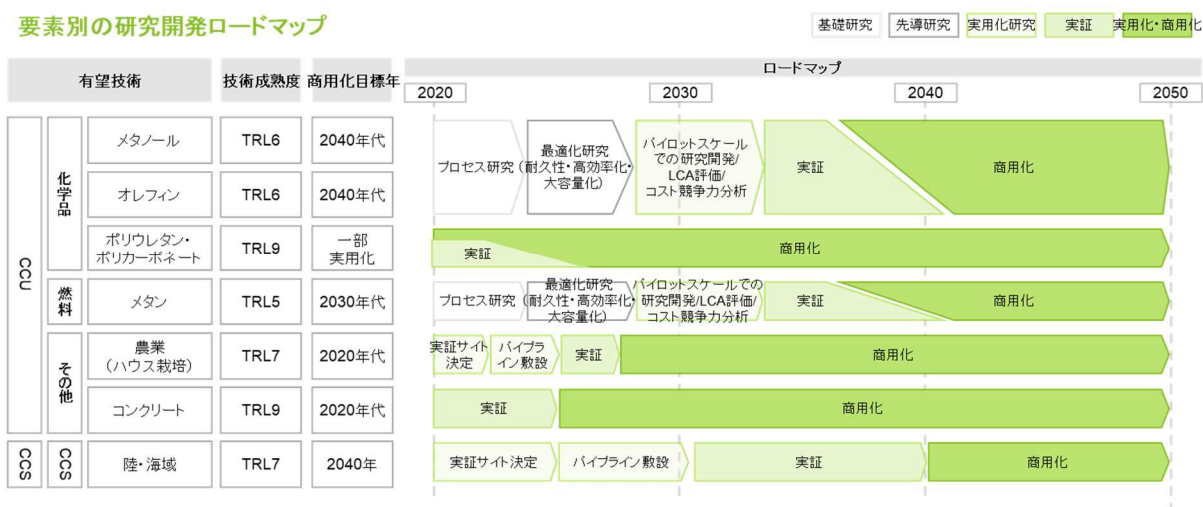 要素別の研究開発ロードマップ
基礎研究
先導研究
実用化研究
実証
実用化・商用化
有望技術
技術成熟度
商用化目標年
ロードマップ
2020
2030
2040
2050
CCU
化学品
メタノール
TRL6
2040年代
プロセス研究
最適化研究
(耐久性・高効率化・
大容量化)
パイロットスケール
での研究開発/
LCA評価/
コスト競争力分析
実証
商用化
オレフィン
TRL6
2040年代
ポリウレタン・
ポリカーボネート
TRL9
一部
実用化
実証
商用化
燃料
メタン
TRL5
2030年代
プロセス研究
最適化研究
(耐久性・高効率化・
大容量化)
パイロットスケールでの
研究開発/LCA評価/
コスト競争力分析
実証
商用化
その他
農業
(ハウス栽培)
TRL7
2020年代
実証サイト
決定
パイプラ
イン敷設
実証
商用化
コンクリート
TRL9
2020年代
実証
商用化
CCS
CCS
陸・海域
TRL7
2040年
実証サイト決定
パイプライン敷設
実証
商用化